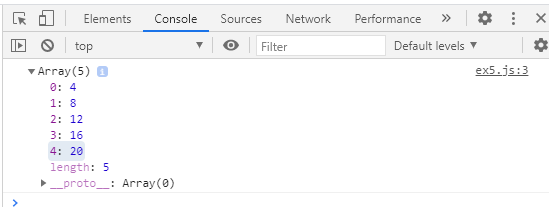 Elements Console Sources Network Performance »
top Filter Default levels
Array(5) i ex5.js:3
0: 4
1: 8
2: 12
3: 16
4: 20
length: 5
__proto__: Array(0)
>